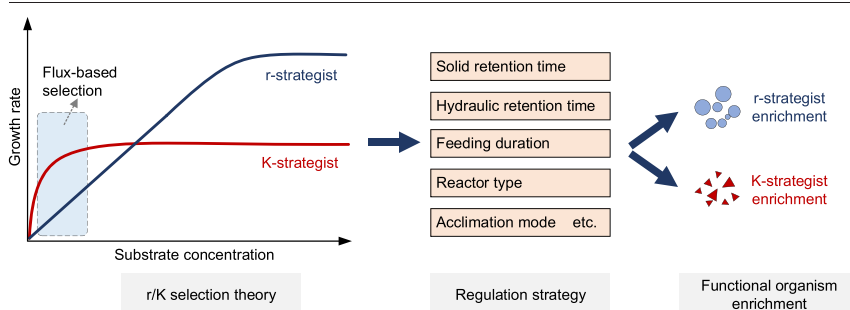 Growth rate
Flux-based
selection
r-strategist
K-strategist
Substrate concentration
r/K selection theory
Solid retention time
Hydraulic retention time
Feeding duration
Reactor type
Acclimation mode etc.
Regulation strategy
r-strategist
enrichment
K-strategist
enrichment
Functional organism
enrichment